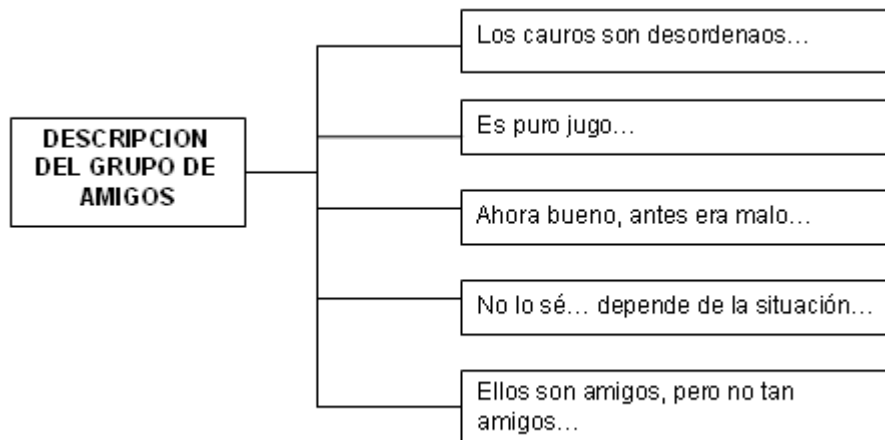 DESCRIPCION
DEL GRUPO DE
AMIGOS
Los cauros son desordenaos…
Es puro jugo…
Ahora bueno, antes era malo…
No lo sé… depende de la situación…
Ellos son amigos, pero no tan
amigos…